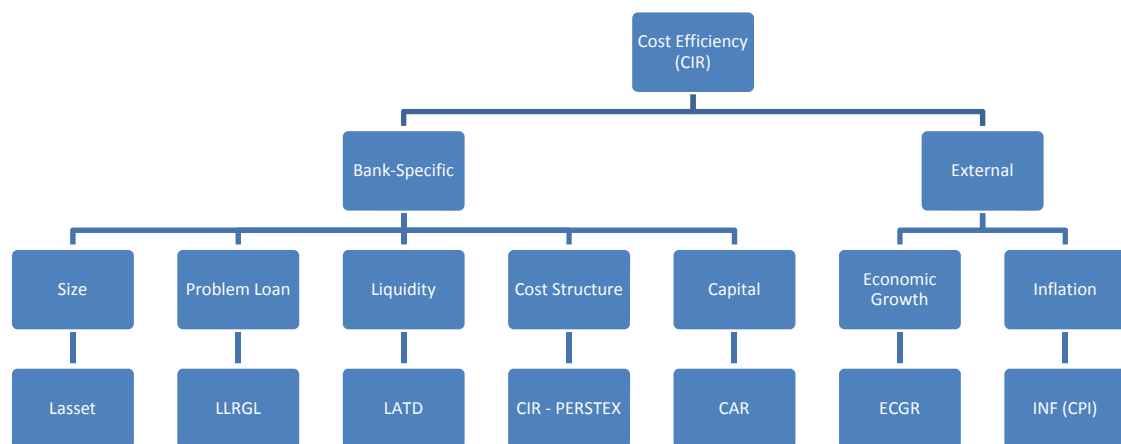 Cost Efficiency
(CIR)
Bank-Specific
External
Size
Problem Loan
Liquidity
Cost Structure
Capital
Economic
Growth
Inflation
Lasset
LLRGL
LATD
CIR - PERSTEX
CAR
ECGR
INF (CPI)